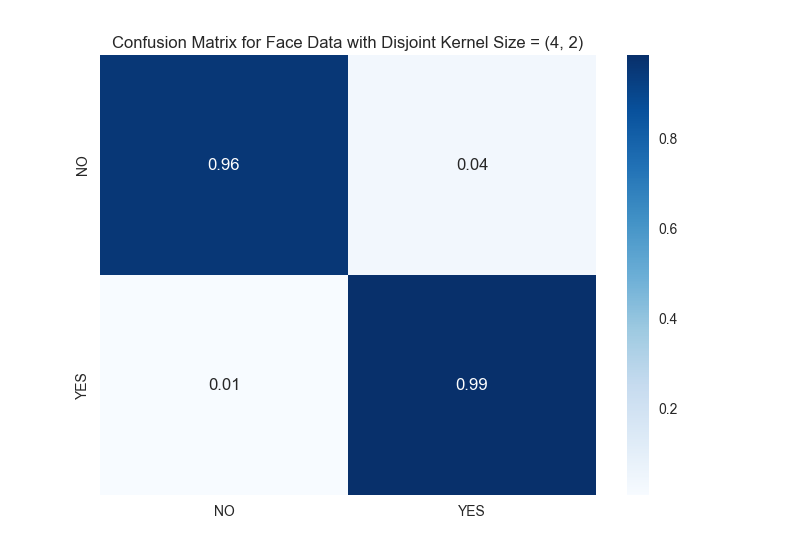 Confusion Matrix for Face Data with Disjoint Kernel Size = (4, 2)
NO
0.96
0.04
YES
0.01
0.99
NO
YES
0.8
0.6
0.4
0.2